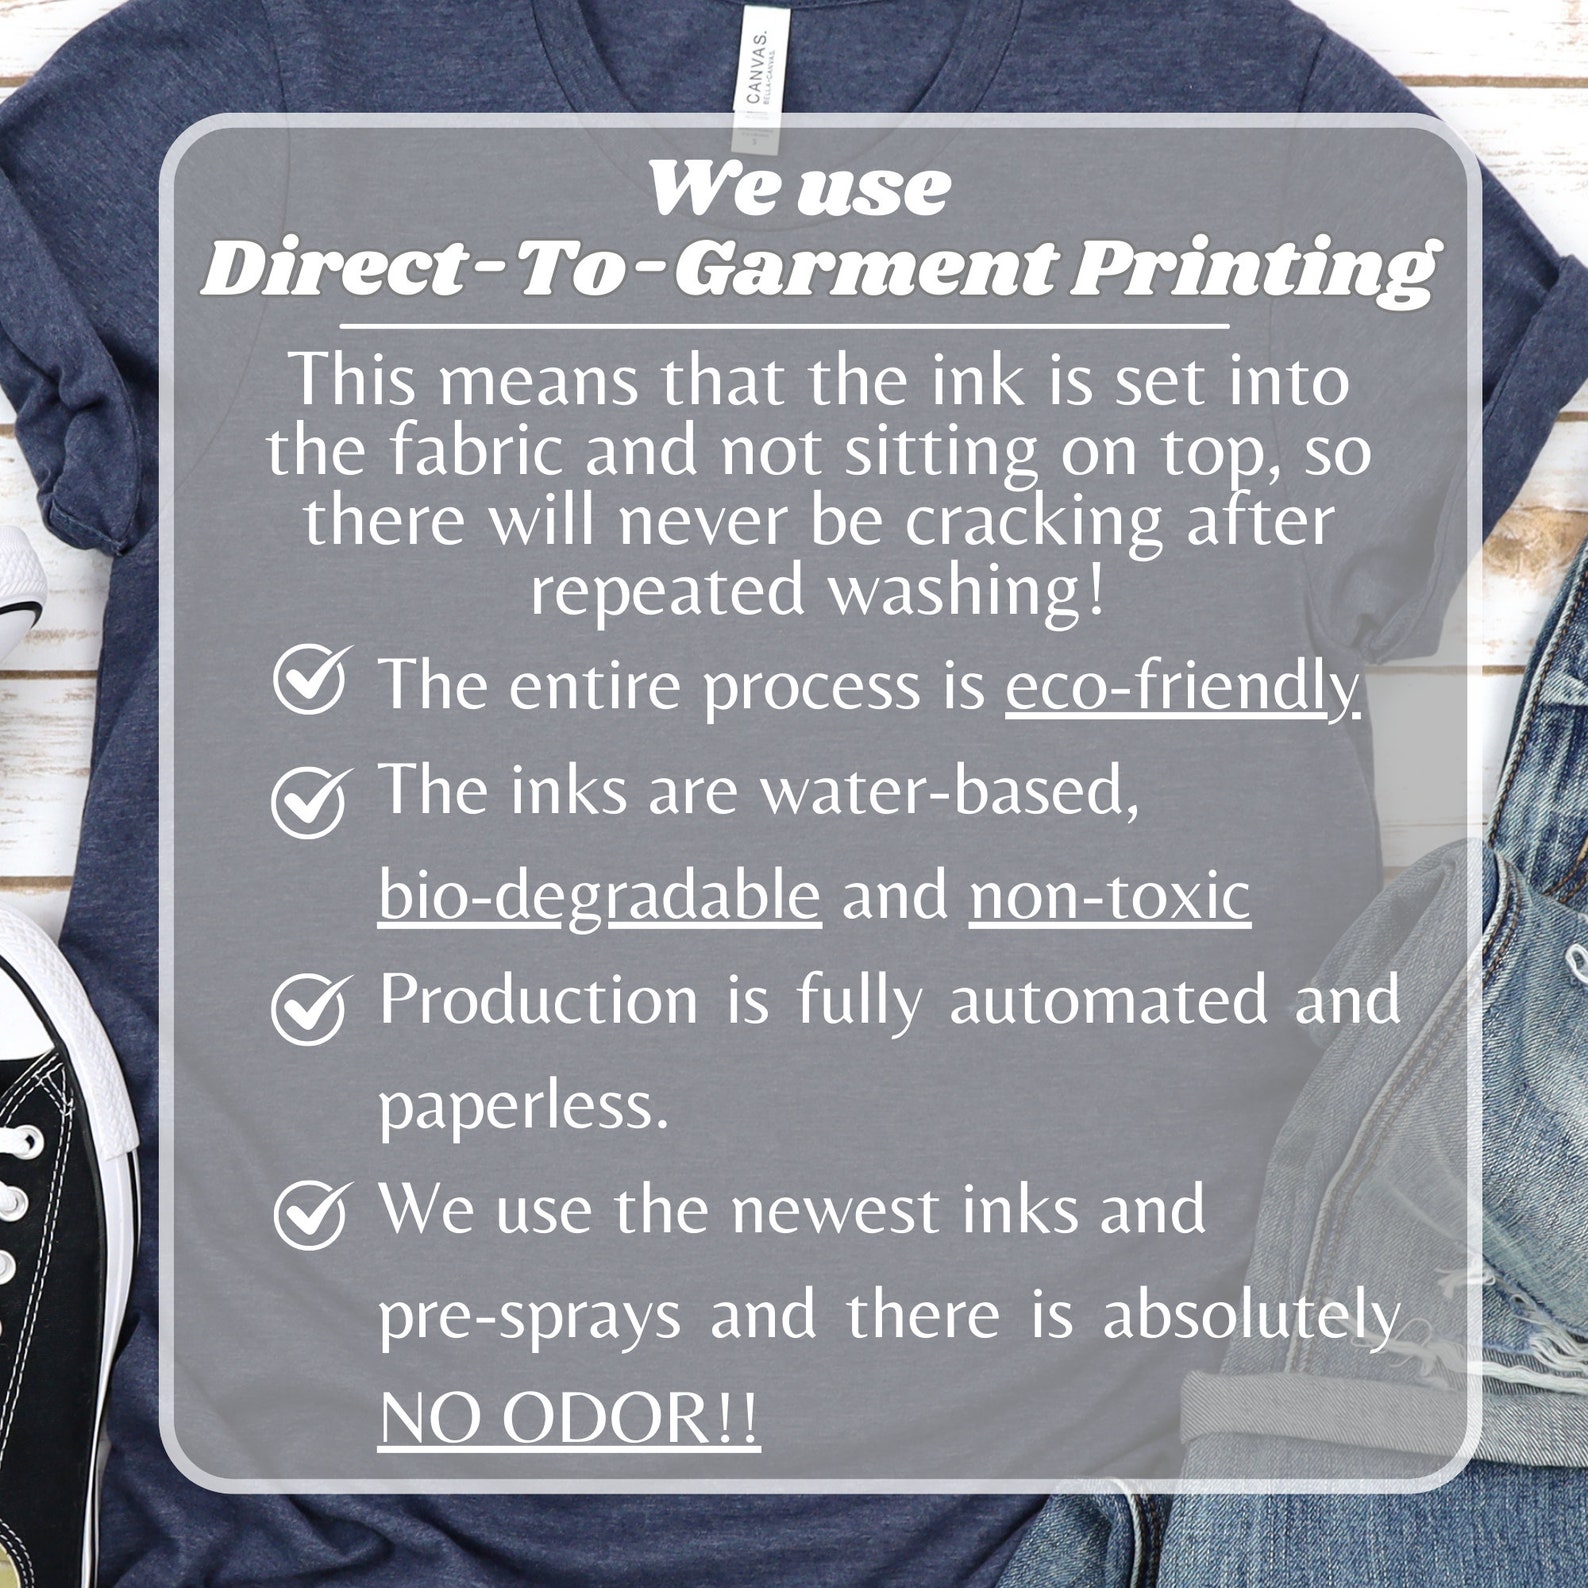 CANVAS.
BELLA+CANVAS.
We use
Direct-To-Garment Printing
This means that the ink is set into
the fabric and not sitting on top, so
there will never be cracking after
repeated washing!
The entire process is eco-friendly
The inks are water-based,
bio-degradable and non-toxic
Production is fully automated and
paperless.
We use the newest inks and
pre-sprays and there is absolutely
NO ODOR!!